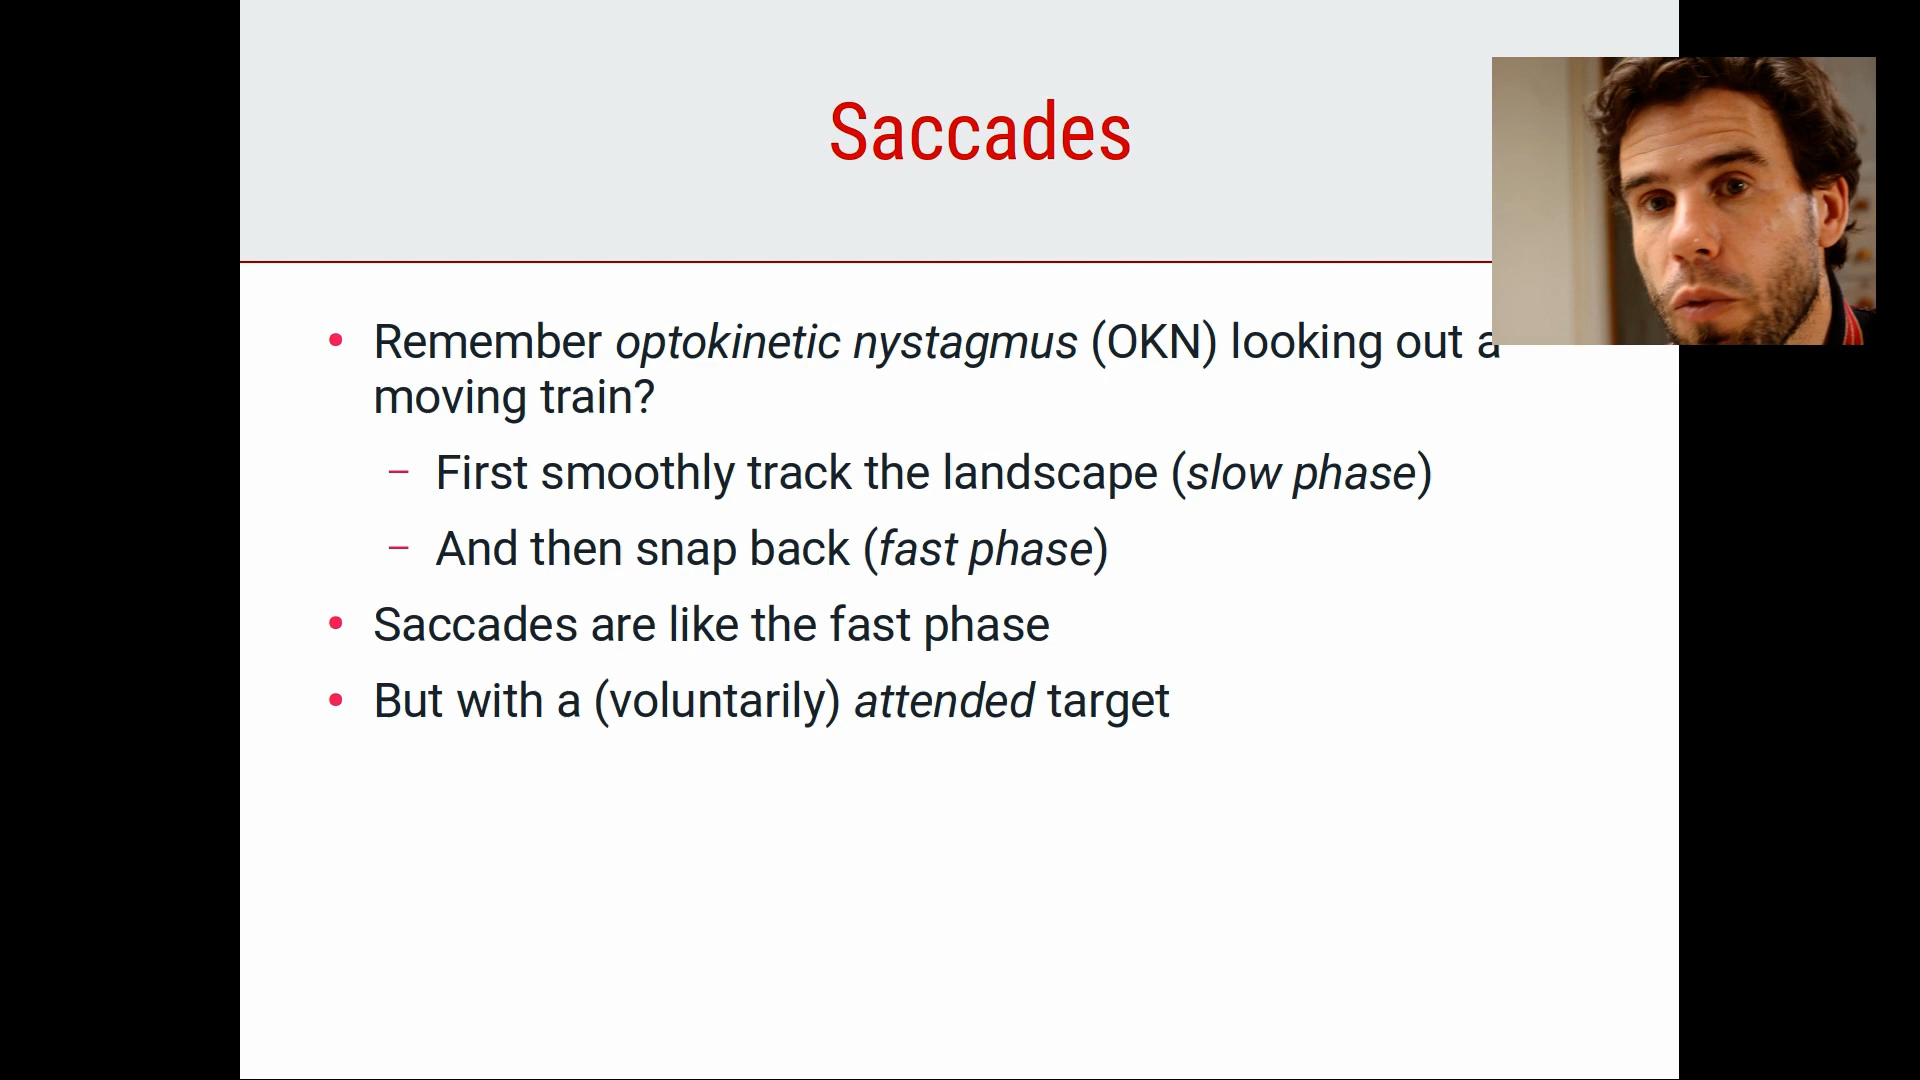 Saccades
Remember optokinetic nystagmus (OKN) looking out a
moving train?
First smoothly track the landscape (slow phase)
And then snap back (fast phase)
Saccades are like the fast phase
But with a (voluntarily) attended target